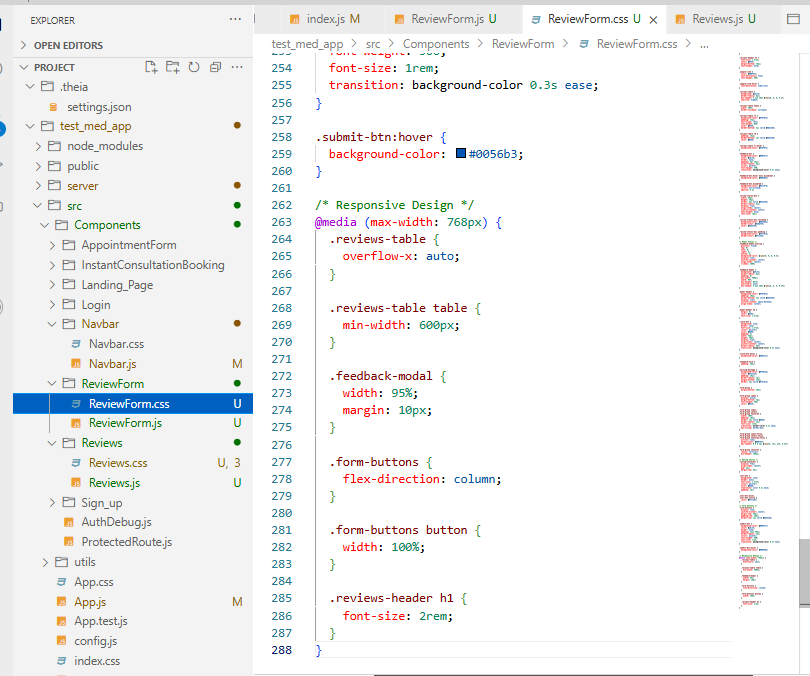 EXPLORER
OPEN EDITORS
PROJECT
.theia
settings.json
test_med_app
node_modules
public
server
src
Components
AppointmentForm
InstantConsultationBooking
Landing_Page
Login
Navbar
Navbar.css
Navbar.js M
ReviewForm
ReviewForm.css U
ReviewForm.js U
Reviews
Reviews.css U, 3
Reviews.js U
Sign_up
AuthDebug.js
ProtectedRoute.js
utils
App.css
App.js M
App.test.js
config.js
index.css
index.js M ReviewForm.js U ReviewForm.css U Reviews.js U
test_med_app > src > Components > ReviewForm > ReviewForm.css > ...
254 font-size: 1rem;
255 transition: background-color 0.3s ease;
256 }
257
258 .submit-btn:hover {
259 background-color: #0056b3;
260 }
261
262 /* Responsive Design */
263 @media (max-width: 768px) {
264 .reviews-table {
265 overflow-x: auto;
266 }
267
268 .reviews-table table {
269 min-width: 600px;
270 }
271
272 .feedback-modal {
273 width: 95%;
274 margin: 10px;
275 }
276
277 .form-buttons {
278 flex-direction: column;
279 }
280
281 .form-buttons button {
282 width: 100%;
283 }
284
285 .reviews-header h1 {
286 font-size: 2rem;
287 }
288 }